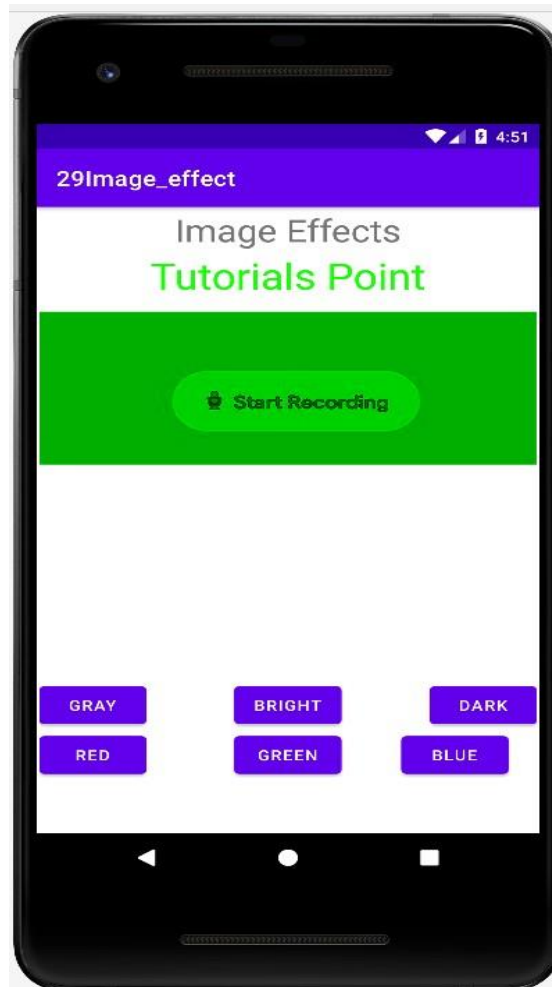 4:51
29Image_effect
Image Effects
Tutorials Point
Start Recording
GRAY BRIGHT DARK
RED GREEN BLUE